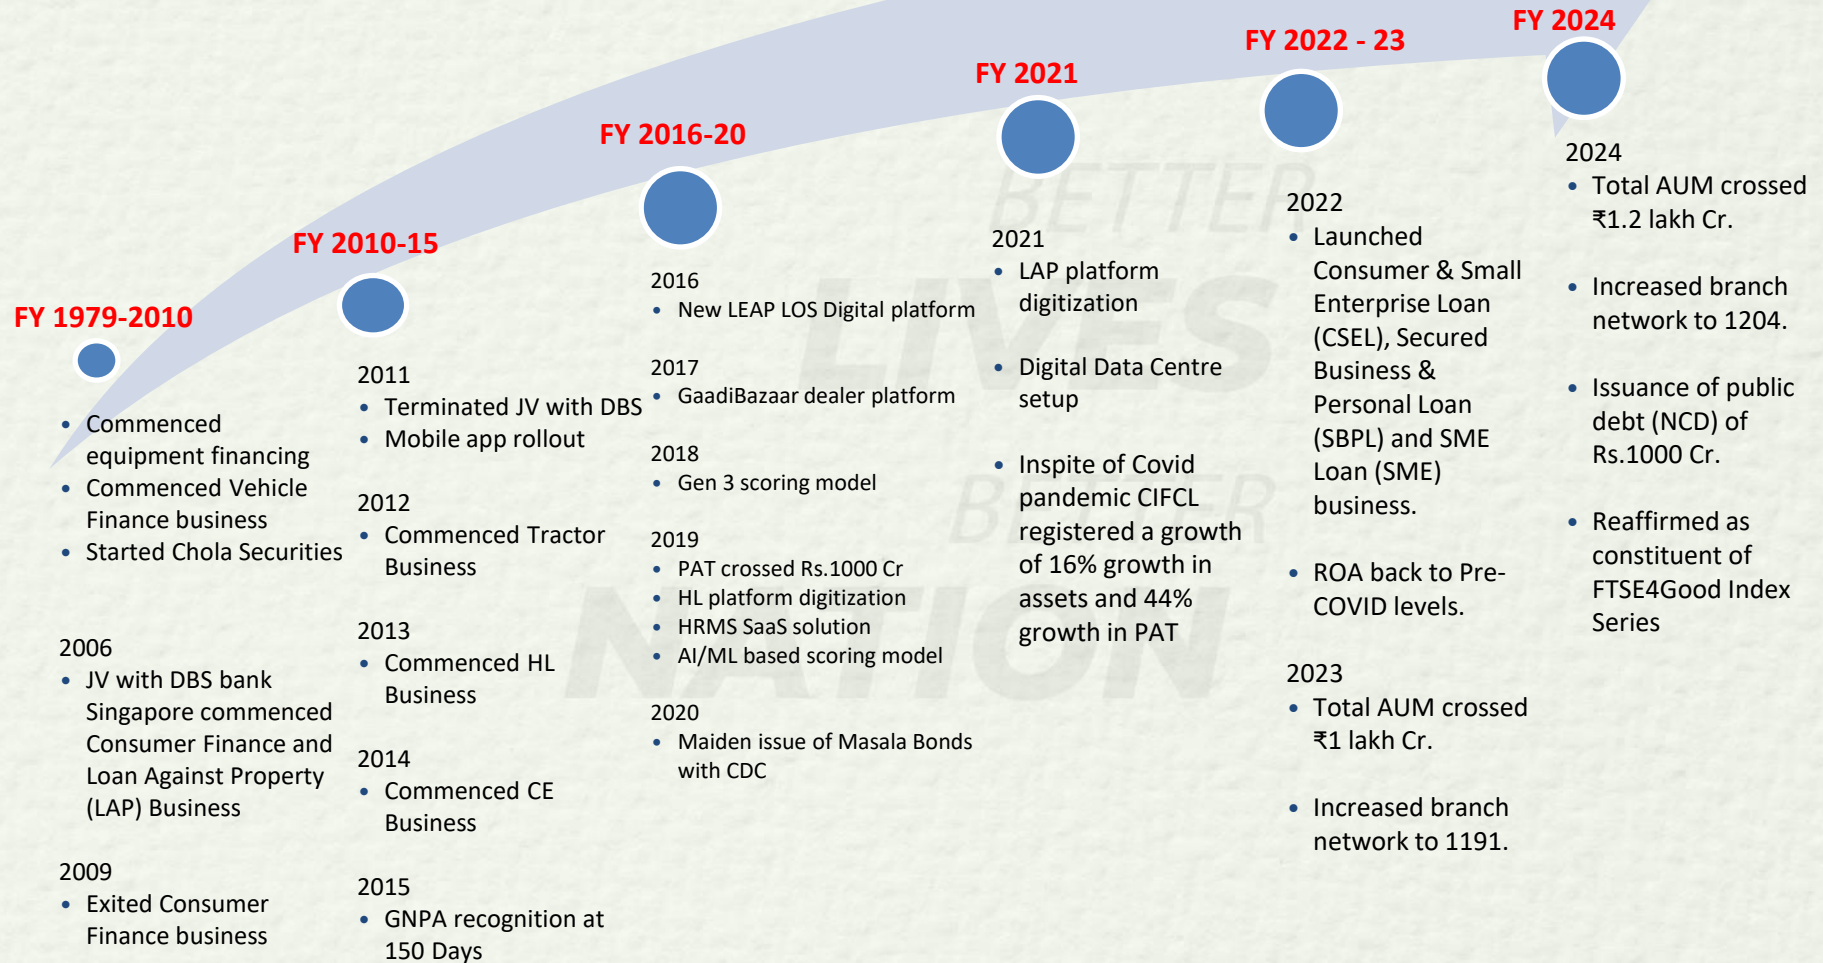 FY 1979-2010
• Commenced
equipment financing
• Commenced Vehicle
Finance business
• Started Chola Securities
2006
• JV with DBS bank
Singapore commenced
Consumer Finance and
Loan Against Property
(LAP) Business
2009
• Exited Consumer
Finance business
FY 2010-15
2011
• Terminated JV with DBS
• Mobile app rollout
2012
• Commenced Tractor
Business
2013
• Commenced HL
Business
2014
• Commenced CE
Business
2015
• GNPA recognition at
150 Days
FY 2016-20
2016
• New LEAP LOS Digital platform
2017
• GaadiBazaar dealer platform
2018
• Gen 3 scoring model
2019
• PAT crossed Rs.1000 Cr
• HL platform digitization
• HRMS SaaS solution
• AI/ML based scoring model
2020
• Maiden issue of Masala Bonds
with CDC
FY 2021
2021
• LAP platform
digitization
• Digital Data Centre
setup
• Inspite of Covid
pandemic CIFCL
registered a growth
of 16% growth in
assets and 44%
growth in PAT
FY 2022 - 23
2022
• Launched
Consumer & Small
Enterprise Loan
(CSEL), Secured
Business &
Personal Loan
(SBPL) and SME
Loan (SME)
business.
• ROA back to Pre-
COVID levels.
2023
• Total AUM crossed
₹1 lakh Cr.
• Increased branch
network to 1191.
FY 2024
2024
• Total AUM crossed
₹1.2 lakh Cr.
• Increased branch
network to 1204.
• Issuance of public
debt (NCD) of
Rs.1000 Cr.
• Reaffirmed as
constituent of
FTSE4Good Index
Series
BETTER
LIVES
BETTER
NATION